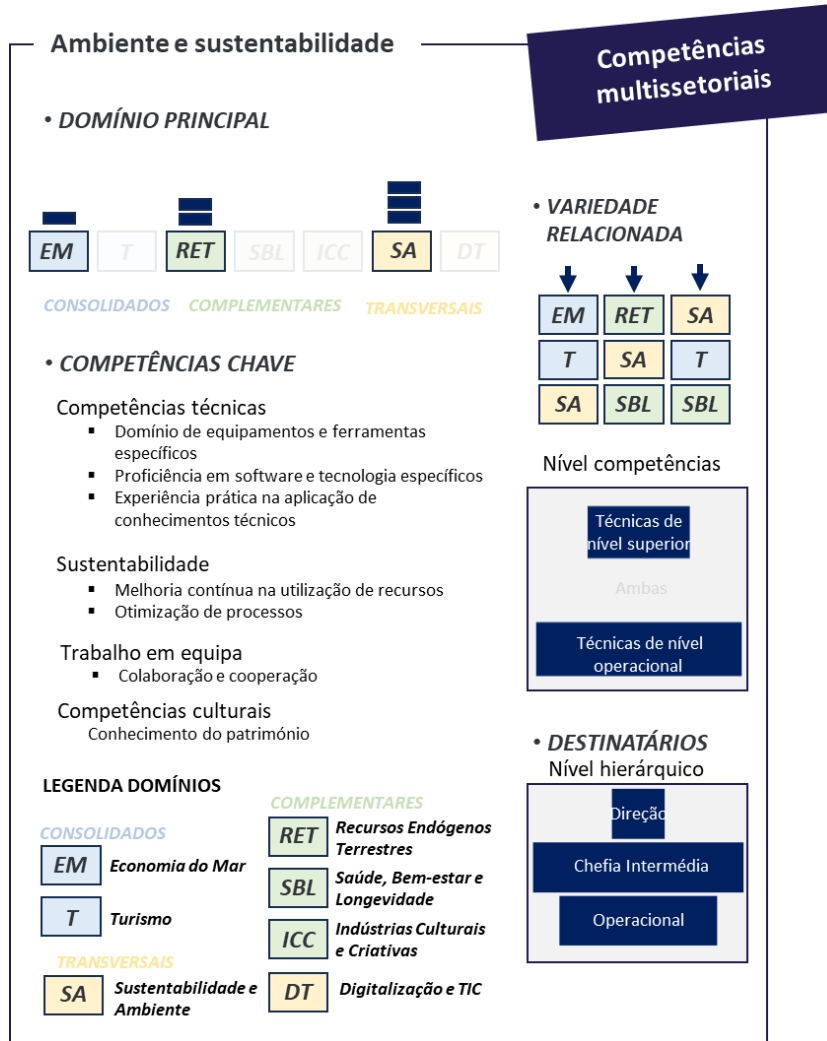 Ambiente e sustentabilidade
Competências
multissetoriais
• DOMÍNIO PRINCIPAL
EM T RET SBL ICC SA DT
CONSOLIDADOS COMPLEMENTARES TRANSVERSAIS
• COMPETÊNCIAS CHAVE
Competências técnicas
▪ Domínio de equipamentos e ferramentas
específicos
▪ Proficiência em software e tecnologia específicos
▪ Experiência prática na aplicação de
conhecimentos técnicos
Sustentabilidade
▪ Melhoria contínua na utilização de recursos
▪ Otimização de processos
Trabalho em equipa
▪ Colaboração e cooperação
Competências culturais
Conhecimento do património
• VARIEDADE
RELACIONADA
EM RET SA
T SA T
SA SBL SBL
Nível competências
Técnicas de
nível superior
Ambas
Técnicas de nível
operacional
• DESTINATÁRIOS
Nível hierárquico
Direção
Chefia Intermédia
Operacional
LEGENDA DOMÍNIOS
CONSOLIDADOS
EM Economia do Mar
T Turismo
TRANSVERSAIS
SA Sustentabilidade e
Ambiente
COMPLEMENTARES
RET Recursos Endógenos
Terrestres
SBL Saúde, Bem-estar e
Longevidade
ICC Indústrias Culturais
e Criativas
DT Digitalização e TIC